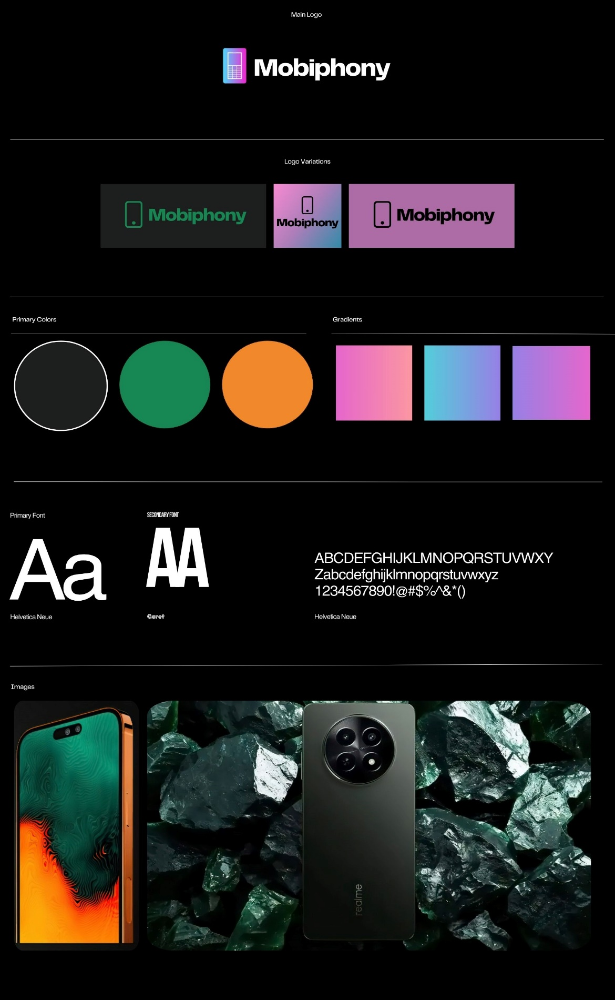 Main Logo
Mobiphony
Logo Variations
Mobiphony
Mobiphony
Mobiphony
Primary Colors
Gradients
Primary Font
SECONDARY FONT
Aa
AA
ABCDEFGHIJKLMNOPQRSTUVWXY
Zabcdefghijklmnopqrstuvwxyz
1234567890!@#$%^&*()
Helvetica Neue
Garet
Helvetica Neue
Images
realme